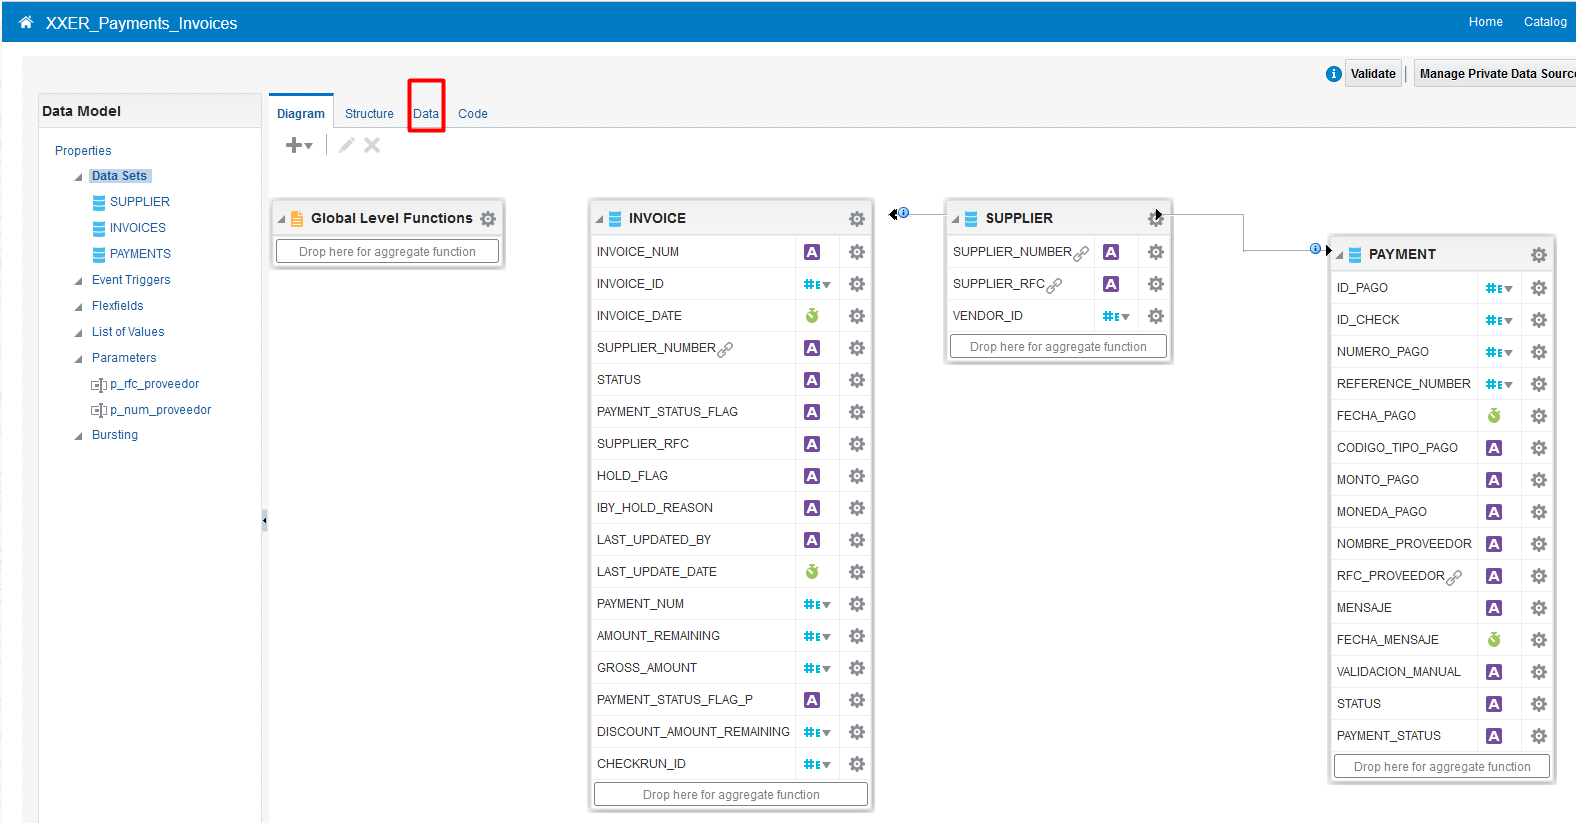 XXER_Payments_Invoices
Home
Catalog
Validate
Manage Private Data Sourc
Data Model
Diagram
Structure
Data
Code
Properties
Data Sets
SUPPLIER
INVOICES
PAYMENTS
Event Triggers
Flexfields
List of Values
Parameters
p_rfc_proveedor
p_num_proveedor
Bursting
Global Level Functions
Drop here for aggregate function
INVOICE
INVOICE_NUM
INVOICE_ID
INVOICE_DATE
SUPPLIER_NUMBER
STATUS
PAYMENT_STATUS_FLAG
SUPPLIER_RFC
HOLD_FLAG
IBY_HOLD_REASON
LAST_UPDATED_BY
LAST_UPDATE_DATE
PAYMENT_NUM
AMOUNT_REMAINING
GROSS_AMOUNT
PAYMENT_STATUS_FLAG_P
DISCOUNT_AMOUNT_REMAINING
CHECKRUN_ID
Drop here for aggregate function
SUPPLIER
SUPPLIER_NUMBER
SUPPLIER_RFC
VENDOR_ID
Drop here for aggregate function
PAYMENT
ID_PAGO
ID_CHECK
NUMERO_PAGO
REFERENCE_NUMBER
FECHA_PAGO
CODIGO_TIPO_PAGO
MONTO_PAGO
MONEDA_PAGO
NOMBRE_PROVEEDOR
RFC_PROVEEDOR
MENSAJE
FECHA_MENSAJE
VALIDACION_MANUAL
STATUS
PAYMENT_STATUS
Drop here for aggregate function